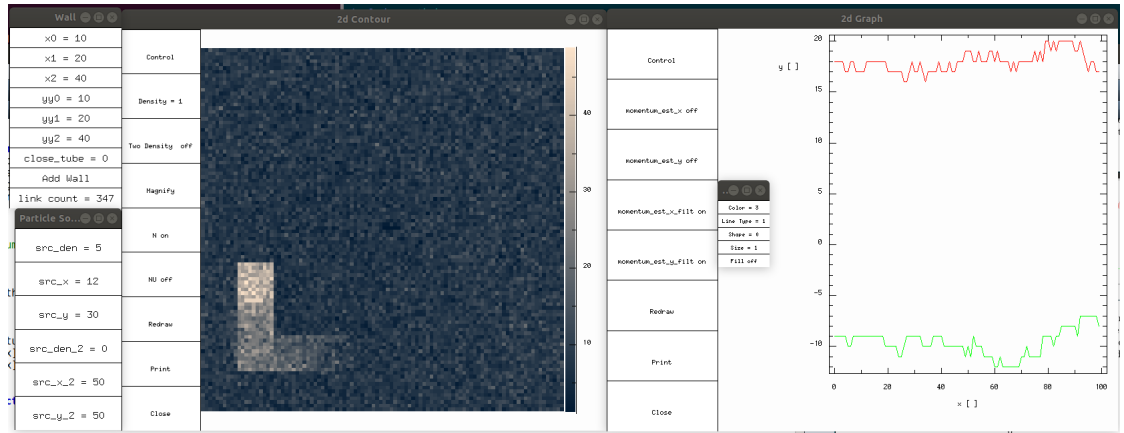 Wall
x0 = 10
x1 = 20
x2 = 40
yy0 = 10
yy1 = 20
yy2 = 40
close_tube = 0
Add Wall
link count = 347
Particle So...
src_den = 5
src_x = 12
src_y = 30
src_den_2 = 0
src_x_2 = 50
src_y_2 = 50
2d Contour
Control
Density = 1
Two Density off
Magnify
N on
NU off
Redraw
Print
Close
40
30
20
10
2d Graph
Control
momentum_est_x off
momentum_est_y off
momentum_est_x_filt on
momentum_est_y_filt on
Redraw
Print
Close
...
Color = 3
Line Type = 1
Shape = 0
Size = 1
Fill off
y [ ]
20
15
10
5
0
-5
-10
0 20 40 60 80 100
x [ ]